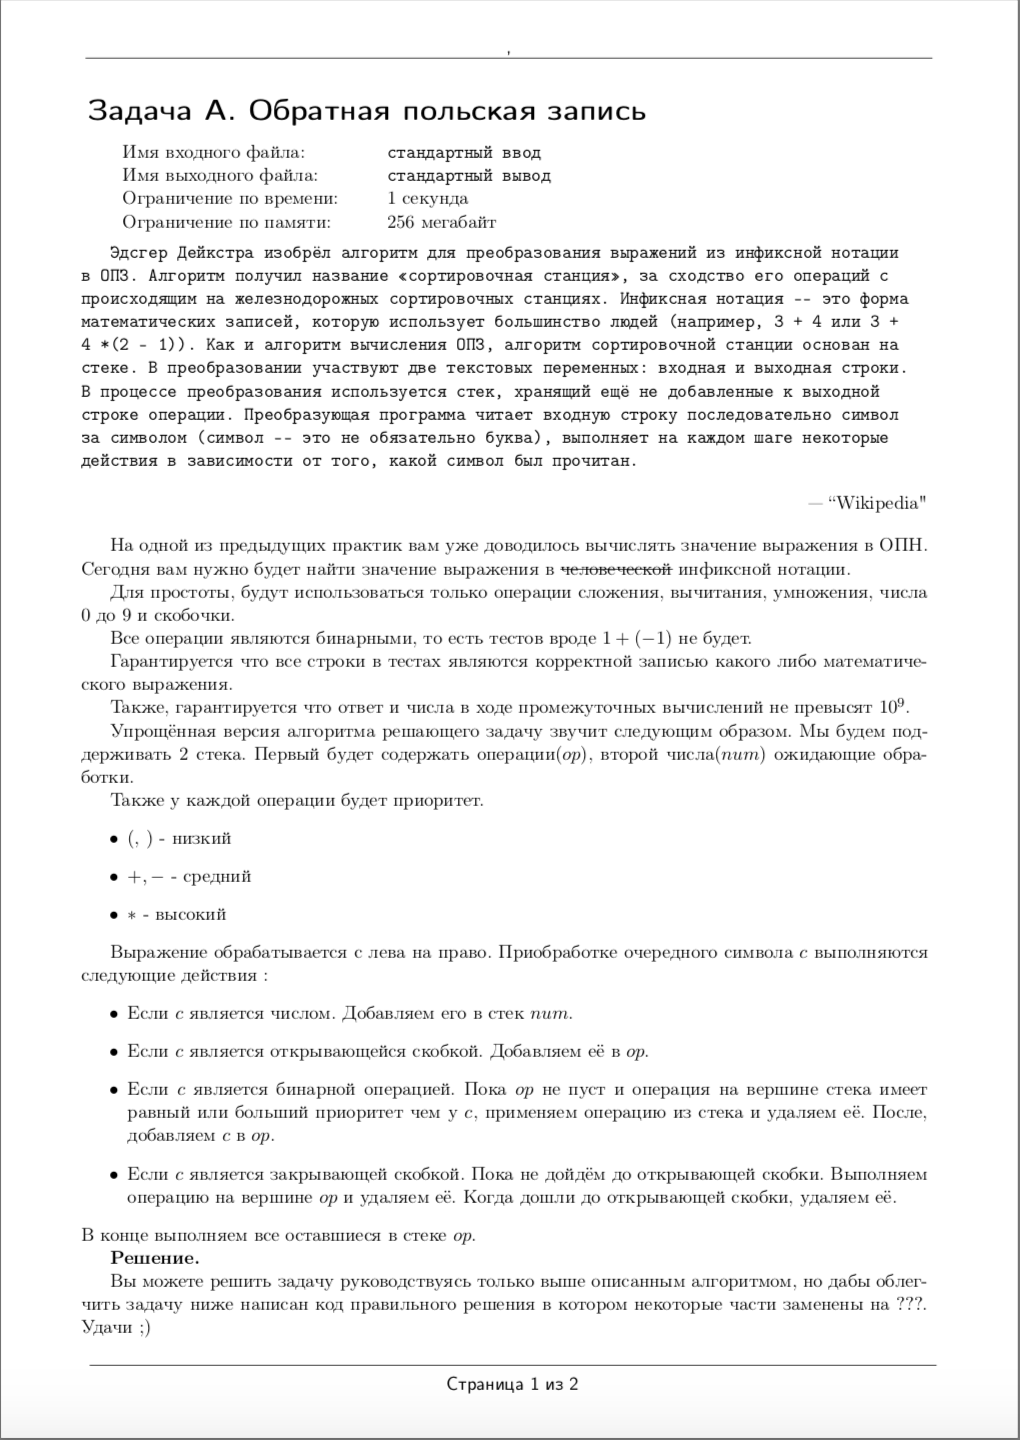 ,
Задача A. Обратная польская запись
Имя входного файла: стандартный ввод
Имя выходного файла: стандартный вывод
Ограничение по времени: 1 секунда
Ограничение по памяти: 256 мегабайт
Эдсгер Дейкстра изобрёл алгоритм для преобразования выражений из инфиксной нотации
в ОПЗ. Алгоритм получил название «сортировочная станция», за сходство его операций с
происходящим на железнодорожных сортировочных станциях. Инфиксная нотация -- это форма
математических записей, которую использует большинство людей (например, 3 + 4 или 3 +
4 *(2 - 1)). Как и алгоритм вычисления ОПЗ, алгоритм сортировочной станции основан на
стеке. В преобразовании участвуют две текстовых переменных: входная и выходная строки.
В процессе преобразования используется стек, хранящий ещё не добавленные к выходной
строке операции. Преобразующая программа читает входную строку последовательно символ
за символом (символ -- это не обязательно буква), выполняет на каждом шаге некоторые
действия в зависимости от того, какой символ был прочитан.
— “Wikipedia"
На одной из предыдущих практик вам уже доводилось вычислять значение выражения в ОПН.
Сегодня вам нужно будет найти значение выражения в человеческой инфиксной нотации.
Для простоты, будут использоваться только операции сложения, вычитания, умножения, числа
0 до 9 и скобочки.
Все операции являются бинарными, то есть тестов вроде 1 + (−1) не будет.
Гарантируется что все строки в тестах являются корректной записью какого либо математиче-
ского выражения.
Также, гарантируется что ответ и числа в ходе промежуточных вычислений не превысят 10⁹.
Упрощённая версия алгоритма решающего задачу звучит следующим образом. Мы будем под-
держивать 2 стека. Первый будет содержать операции(op), второй числа(num) ожидающие обра-
ботки.
Также у каждой операции будет приоритет.
• (, ) - низкий
• +, − - средний
• ∗ - высокий
Выражение обрабатывается с лева на право. Приобработке очередного символа c выполняются
следующие действия :
• Если c является числом. Добавляем его в стек num.
• Если c является открывающейся скобкой. Добавляем её в op.
• Если c является бинарной операцией. Пока op не пуст и операция на вершине стека имеет
равный или больший приоритет чем у c, применяем операцию из стека и удаляем её. После,
добавляем c в op.
• Если c является закрывающей скобкой. Пока не дойдём до открывающей скобки. Выполняем
операцию на вершине op и удаляем её. Когда дошли до открывающей скобки, удаляем её.
В конце выполняем все оставшиеся в стеке op.
Решение.
Вы можете решить задачу руководствуясь только выше описанным алгоритмом, но дабы облег-
чить задачу ниже написан код правильного решения в котором некоторые части заменены на ???.
Удачи ;)
Страница 1 из 2